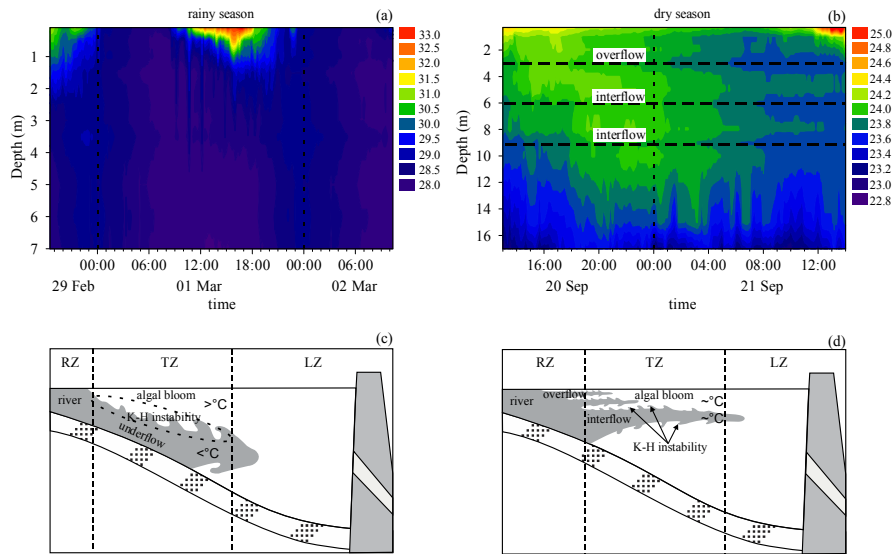 rainy season
(a)
33.0
32.5
32.0
31.5
31.0
30.5
30.0
29.5
29.0
28.5
28.0
Depth (m)
1
2
3
4
5
6
7
00:00 06:00 12:00 18:00 00:00 06:00
29 Feb 01 Mar 02 Mar
time
dry season
(b)
overflow
interflow
interflow
25.0
24.8
24.6
24.4
24.2
24.0
23.8
23.6
23.4
23.2
23.0
22.8
Depth (m)
2
4
6
8
10
12
14
16
16:00 20:00 00:00 04:00 08:00 12:00
20 Sep 21 Sep
time
(c)
RZ TZ LZ
river
algal bloom
>°C
K-H instability
underflow
<°C
(d)
RZ TZ LZ
river
overflow
algal bloom
~°C
interflow
~°C
K-H instability